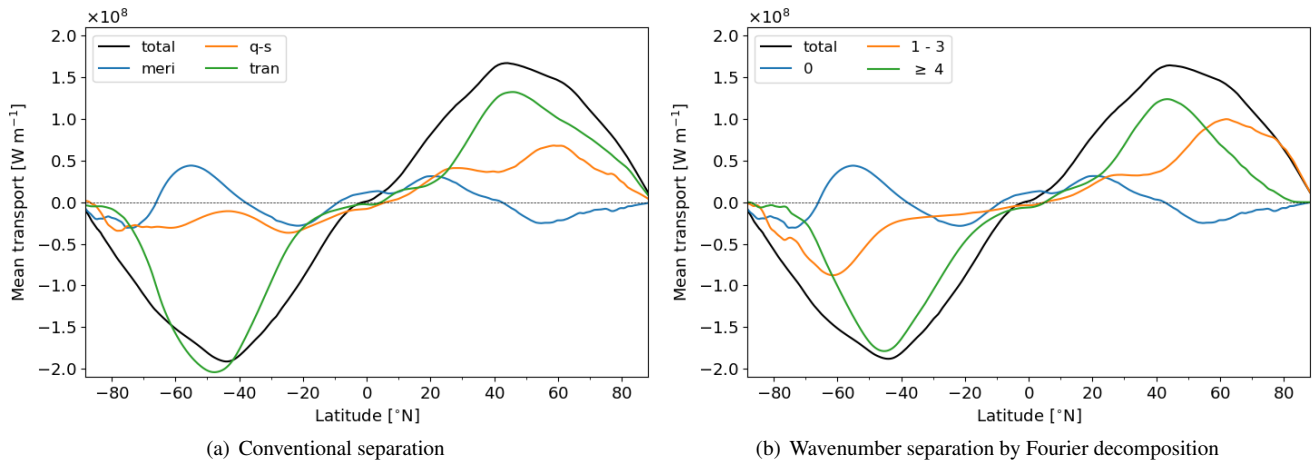 ×10⁸
2.0
1.5
1.0
0.5
0.0
−0.5
−1.0
−1.5
−2.0
Mean transport [W m⁻¹]
total
meri
q-s
tran
−80 −60 −40 −20 0 20 40 60 80
Latitude [°N]
(a) Conventional separation
×10⁸
2.0
1.5
1.0
0.5
0.0
−0.5
−1.0
−1.5
−2.0
Mean transport [W m⁻¹]
total
0
1 - 3
≥ 4
−80 −60 −40 −20 0 20 40 60 80
Latitude [°N]
(b) Wavenumber separation by Fourier decomposition